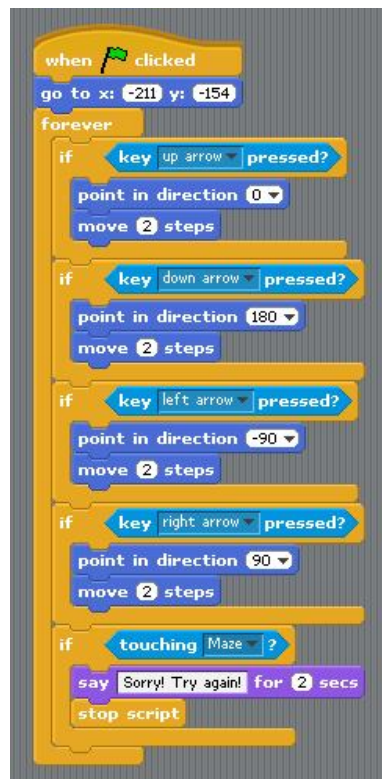 when clicked
go to x: -211 y: -154
forever
if key up arrow pressed?
point in direction 0
move 2 steps
if key down arrow pressed?
point in direction 180
move 2 steps
if key left arrow pressed?
point in direction -90
move 2 steps
if key right arrow pressed?
point in direction 90
move 2 steps
if touching Maze ?
say Sorry! Try again! for 2 secs
stop script